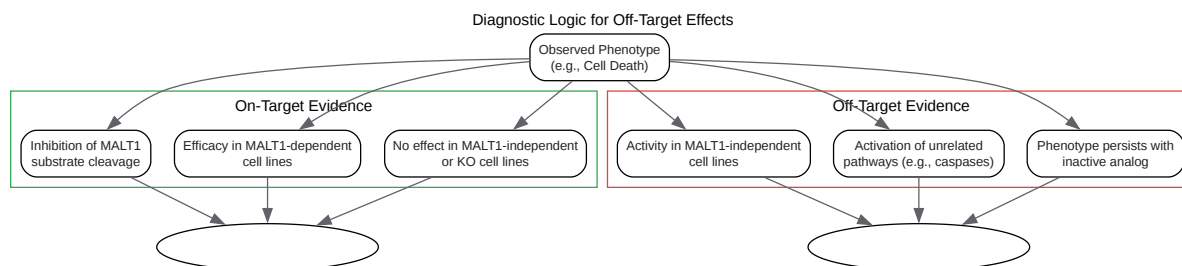 Diagnostic Logic for Off-Target Effects
Observed Phenotype
(e.g., Cell Death)
On-Target Evidence
Off-Target Evidence
Inhibition of MALT1
substrate cleavage
Efficacy in MALT1-dependent
cell lines
No effect in MALT1-independent
or KO cell lines
Activity in MALT1-independent
cell lines
Activation of unrelated
pathways (e.g., caspases)
Phenotype persists with
inactive analog